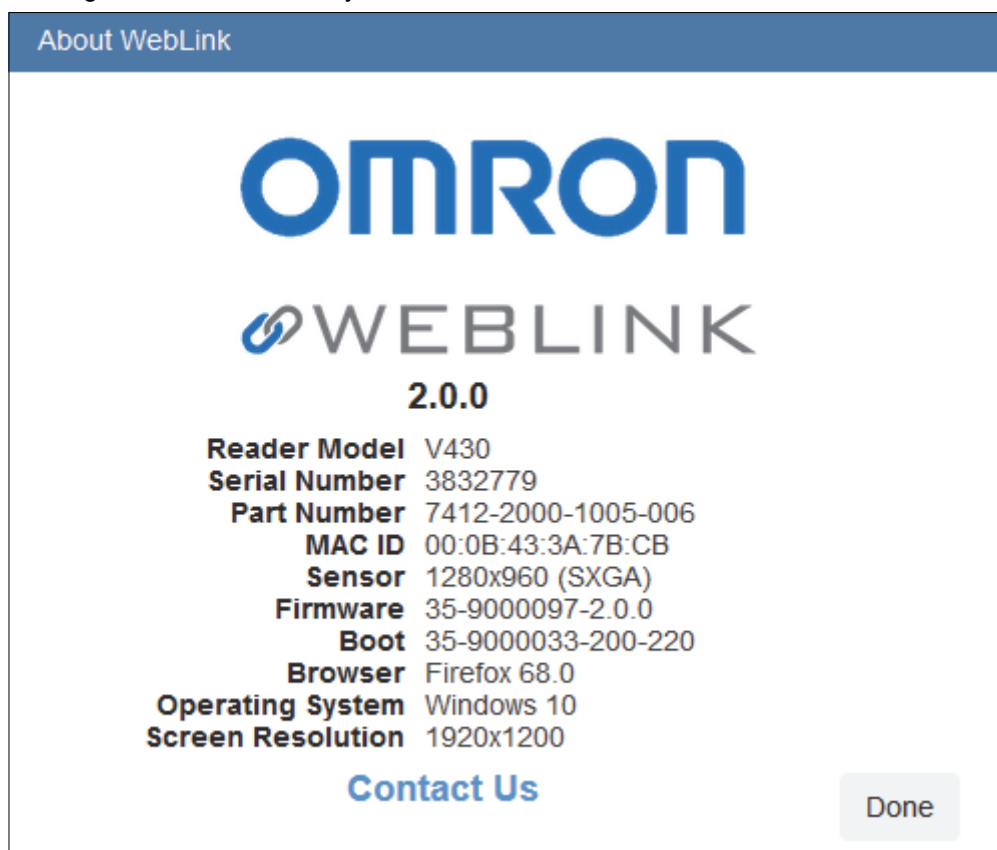 About WebLink
OMRON
WEBLINK
2.0.0
Reader Model V430
Serial Number 3832779
Part Number 7412-2000-1005-006
MAC ID 00:0B:43:3A:7B:CB
Sensor 1280x960 (SXGA)
Firmware 35-9000097-2.0.0
Boot 35-9000033-200-220
Browser Firefox 68.0
Operating System Windows 10
Screen Resolution 1920x1200
Contact Us
Done